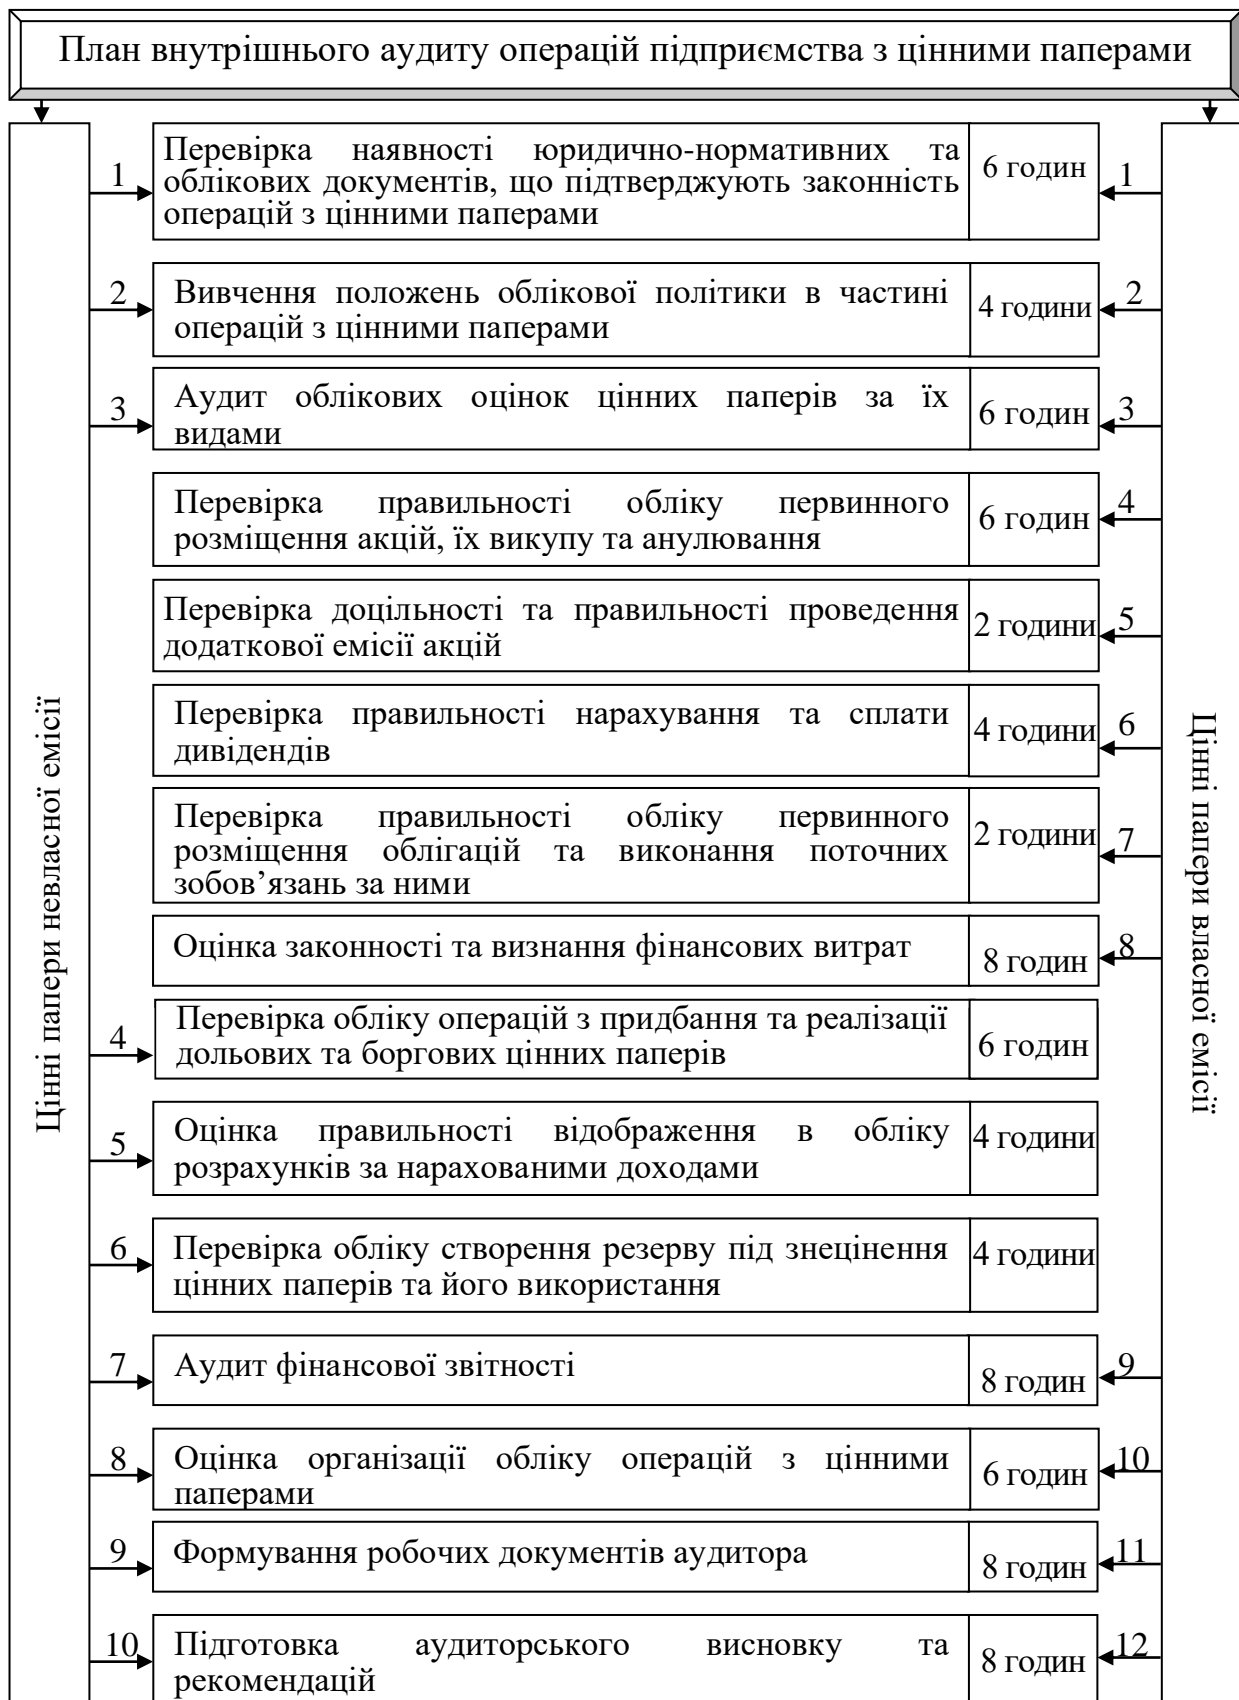 План внутрішнього аудиту операцій підприємства з цінними паперами
Цінні папери невласної емісії
Цінні папери власної емісії
1
Перевірка наявності юридично-нормативних та
облікових документів, що підтверджують законність
операцій з цінними паперами
6 годин
1
2
Вивчення положень облікової політики в частині
операцій з цінними паперами
4 години
2
3
Аудит облікових оцінок цінних паперів за їх
видами
6 годин
3
Перевірка правильності обліку первинного
розміщення акцій, їх викупу та анулювання
6 годин
4
Перевірка доцільності та правильності проведення
додаткової емісії акцій
2 години
5
Перевірка правильності нарахування та сплати
дивідендів
4 години
6
Перевірка правильності обліку первинного
розміщення облігацій та виконання поточних
зобов’язань за ними
2 години
7
Оцінка законності та визнання фінансових витрат
8 годин
8
4
Перевірка обліку операцій з придбання та реалізації
дольових та боргових цінних паперів
6 годин
5
Оцінка правильності відображення в обліку
розрахунків за нарахованими доходами
4 години
6
Перевірка обліку створення резерву під знецінення
цінних паперів та його використання
4 години
7
Аудит фінансової звітності
8 годин
9
8
Оцінка організації обліку операцій з цінними
паперами
6 годин
10
9
Формування робочих документів аудитора
8 годин
11
10
Підготовка аудиторського висновку та
рекомендацій
8 годин
12